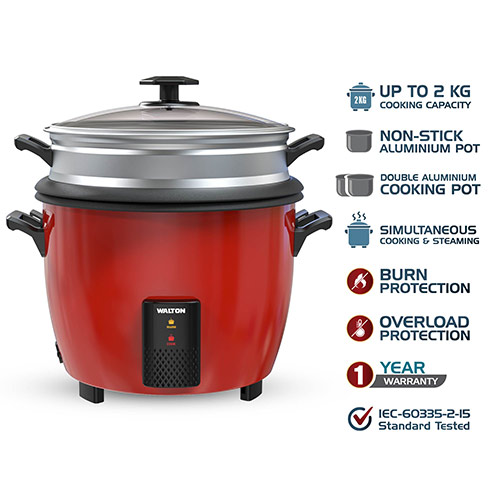 WALTON
UP TO 2 KG
2KG
COOKING CAPACITY
NON-STICK
ALUMINIUM POT
DOUBLE ALUMINIUM
COOKING POT
SIMULTANEOUS
COOKING & STEAMING
BURN
PROTECTION
OVERLOAD
PROTECTION
1 YEAR
WARRANTY
IEC-60335-2-15
Standard Tested